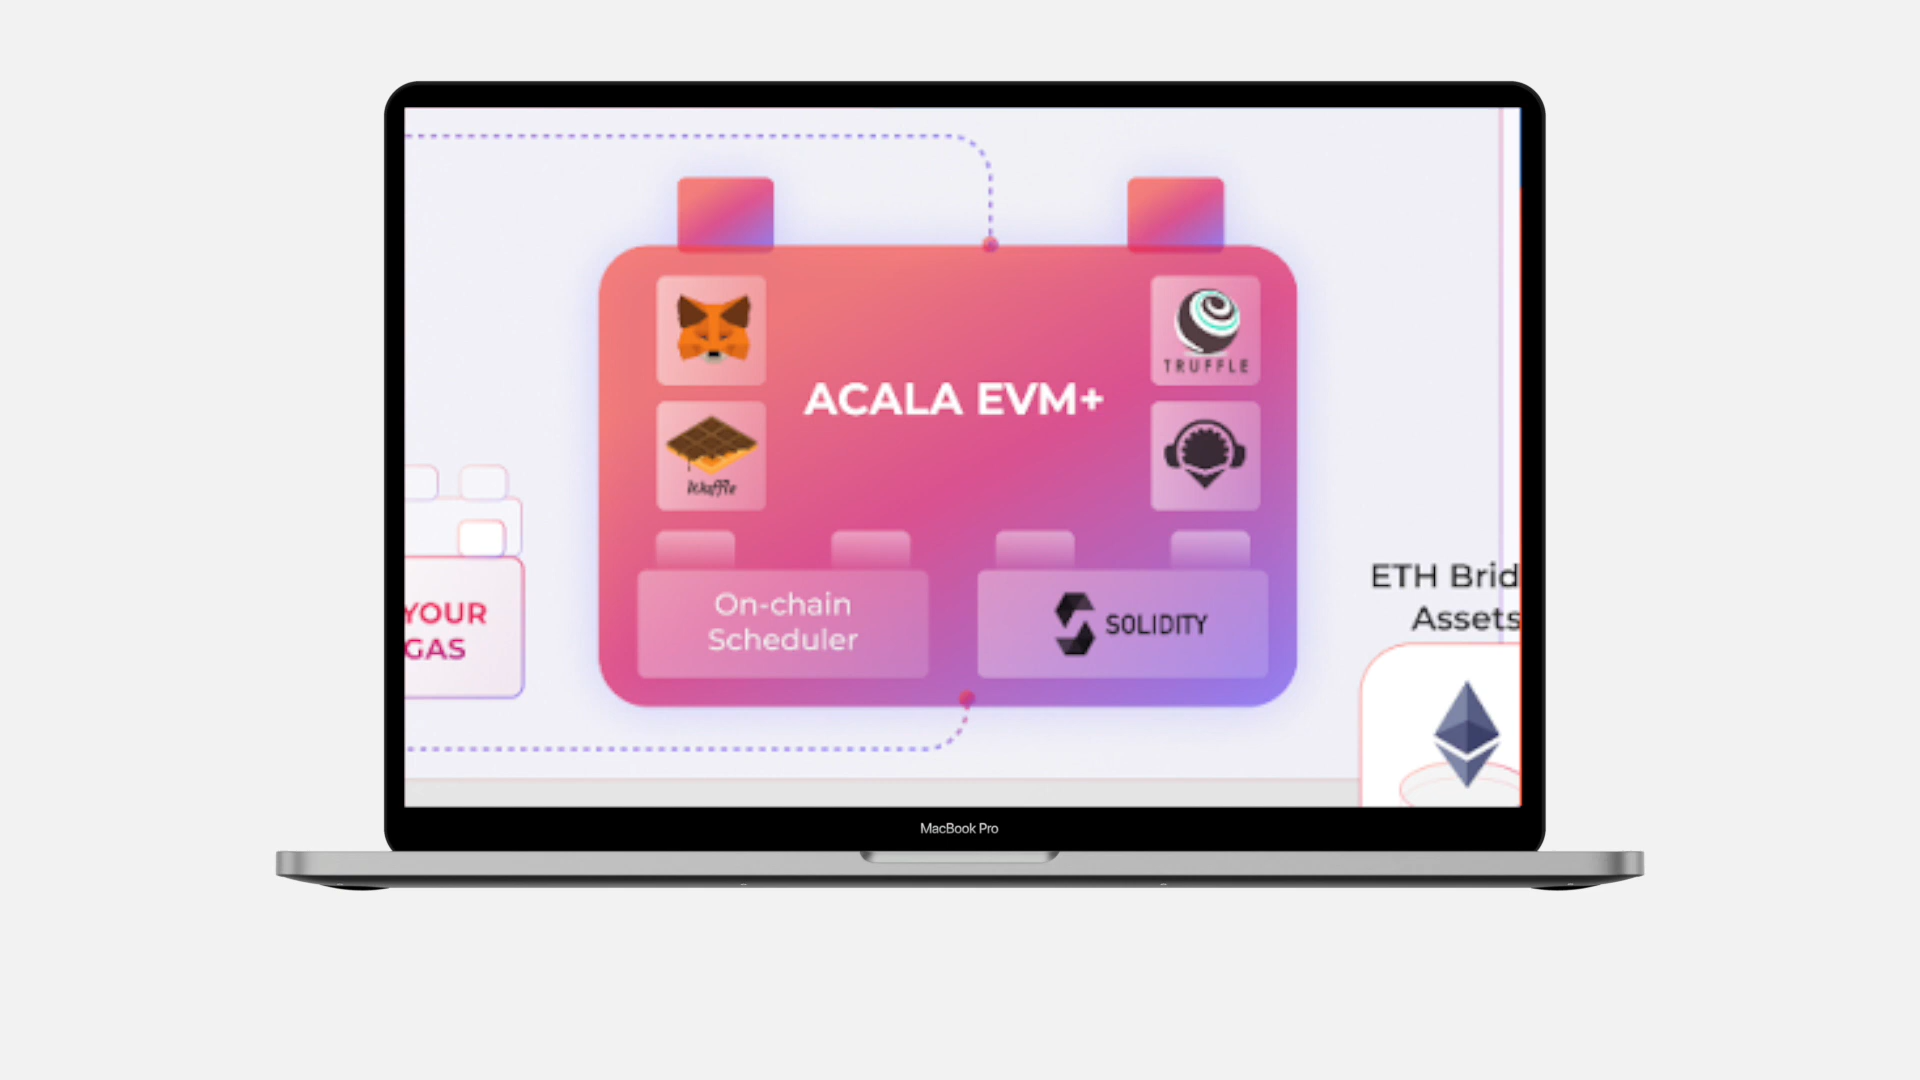 TRUFFLE
ACALA EVM+
Waffle
On-chain
Scheduler
SOLIDITY
YOUR
GAS
ETH Brid
Assets
MacBook Pro